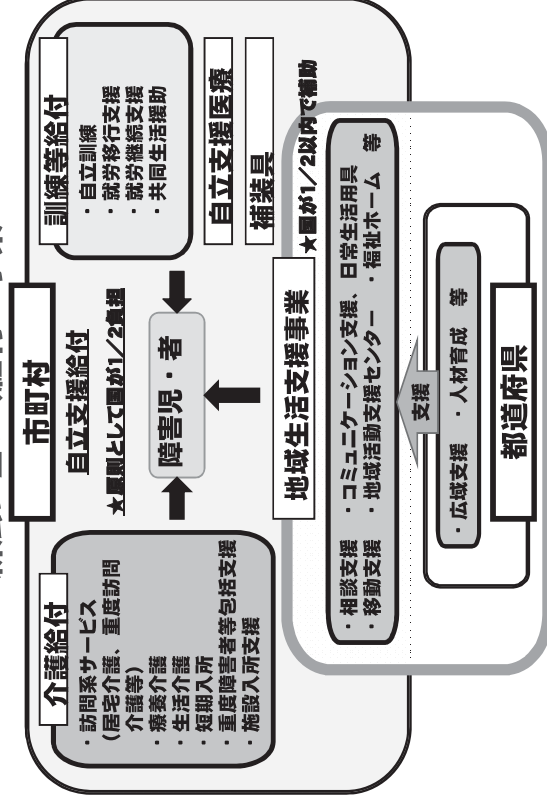 市町村
介護給付
・訪問系サービス
（居宅介護、重度訪問
介護等）
・療養介護
・生活介護
・短期入所
・重度障害者等包括支援
・施設入所支援
自立支援給付
★原則として国が1／2負担
障害児・者
訓練等給付
・自立訓練
・就労移行支援
・就労継続支援
・共同生活援助
自立支援医療
補装具
地域生活支援事業
★国が1／2以内で補助
・相談支援　・コミュニケーション支援、日常生活用具
・移動支援　・地域活動支援センター　・福祉ホーム　等
支援
・広域支援　・人材育成　等
都道府県